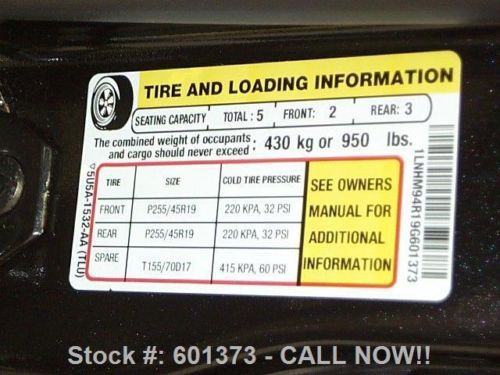 TIRE AND LOADING INFORMATION
SEATING CAPACITY TOTAL : 5 FRONT: 2 REAR: 3
The combined weight of occupants
and cargo should never exceed : 430 kg or 950 lbs.
TIRE SIZE COLD TIRE PRESSURE
FRONT P255/45R19 220 KPA, 32 PSI
REAR P255/45R19 220 KPA, 32 PSI
SPARE T155/70D17 415 KPA, 60 PSI
SEE OWNERS
MANUAL FOR
ADDITIONAL
INFORMATION
5U5A-1532-AA (TLU)
1LNHM94R19G601373
Stock #: 601373 - CALL NOW!!